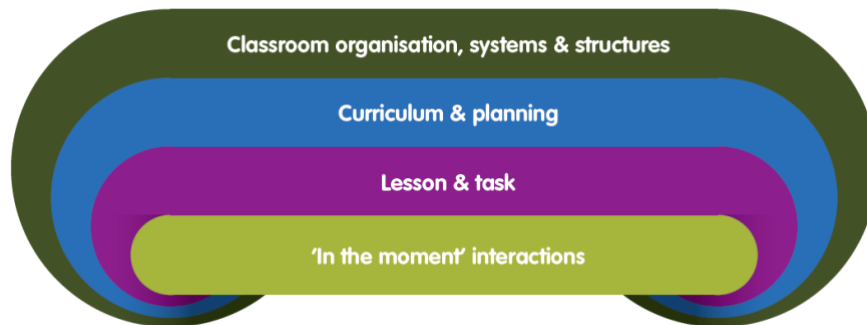 Classroom organisation, systems & structures
Curriculum & planning
Lesson & task
‘In the moment’ interactions